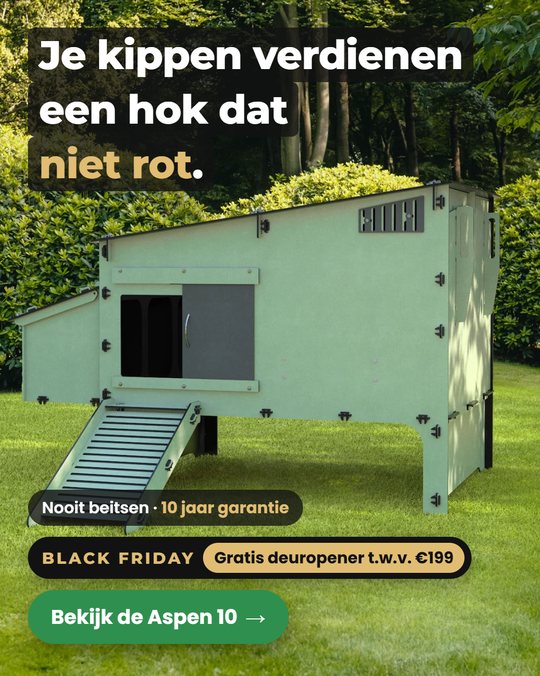 Je kippen verdienen
een hok dat
niet rot.
Nooit beitsen · 10 jaar garantie
BLACK FRIDAY Gratis deuropener t.w.v. €199
Bekijk de Aspen 10 →